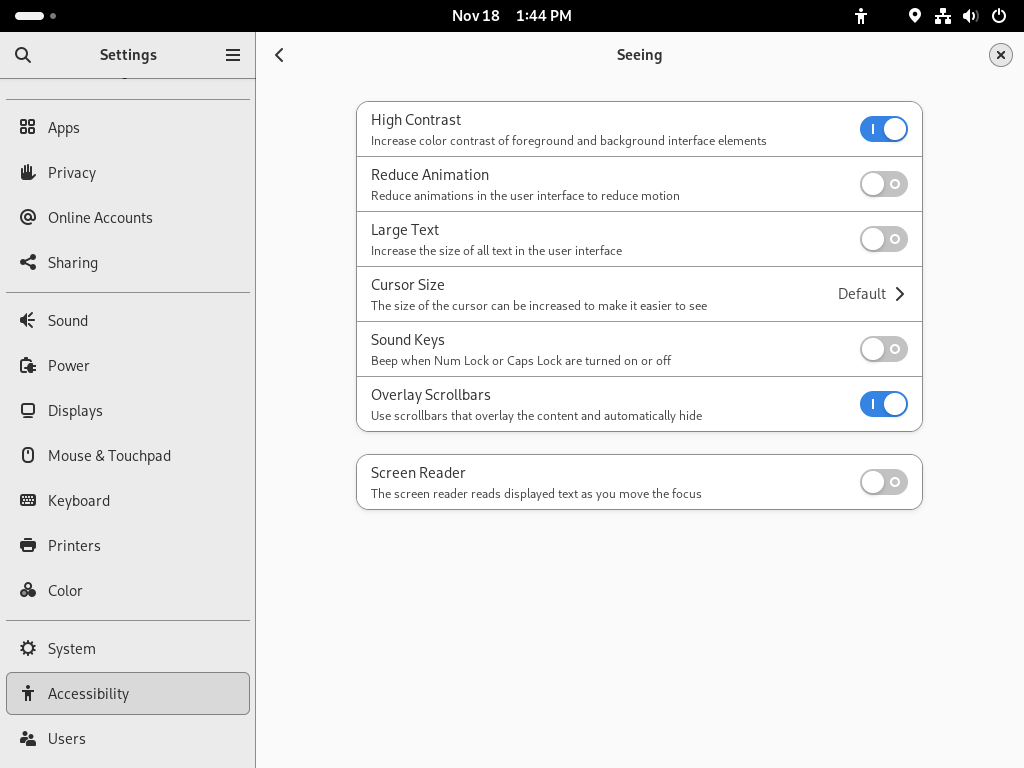 Nov 18 1:44 PM
Settings
Seeing
Apps
Privacy
Online Accounts
Sharing
Sound
Power
Displays
Mouse & Touchpad
Keyboard
Printers
Color
System
Accessibility
Users
High Contrast
Increase color contrast of foreground and background interface elements
Reduce Animation
Reduce animations in the user interface to reduce motion
Large Text
Increase the size of all text in the user interface
Cursor Size
The size of the cursor can be increased to make it easier to see
Default
Sound Keys
Beep when Num Lock or Caps Lock are turned on or off
Overlay Scrollbars
Use scrollbars that overlay the content and automatically hide
Screen Reader
The screen reader reads displayed text as you move the focus